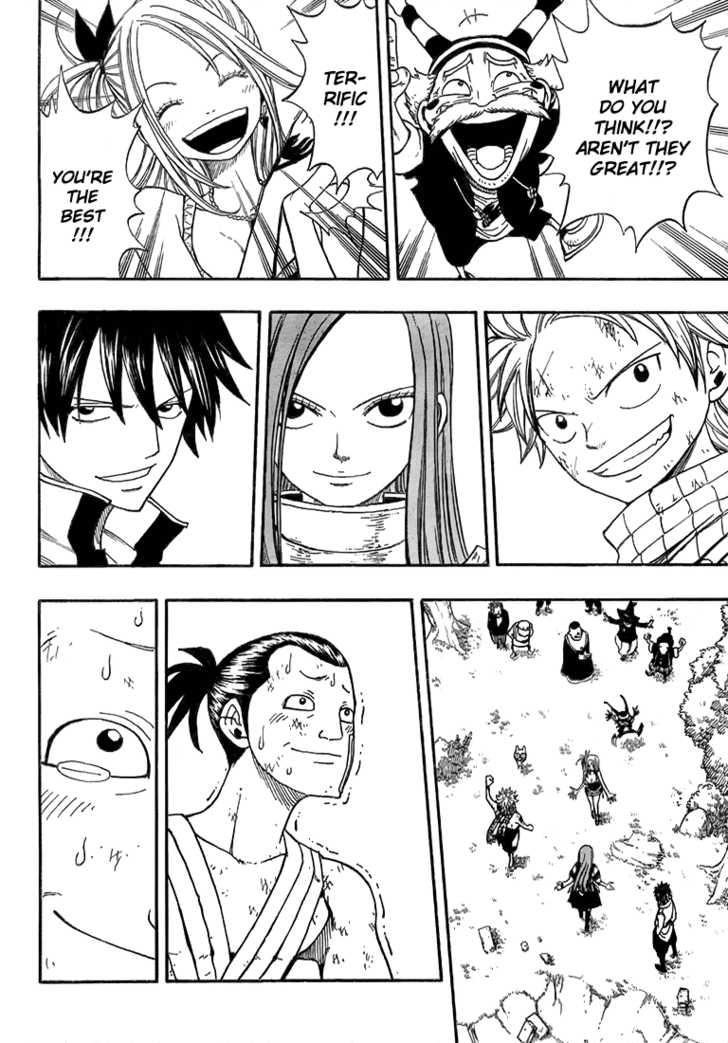 WHAT
DO YOU
THINK!!?
AREN'T THEY
GREAT!!?
TER-
RIFIC
!!!
YOU'RE
THE
BEST
!!!